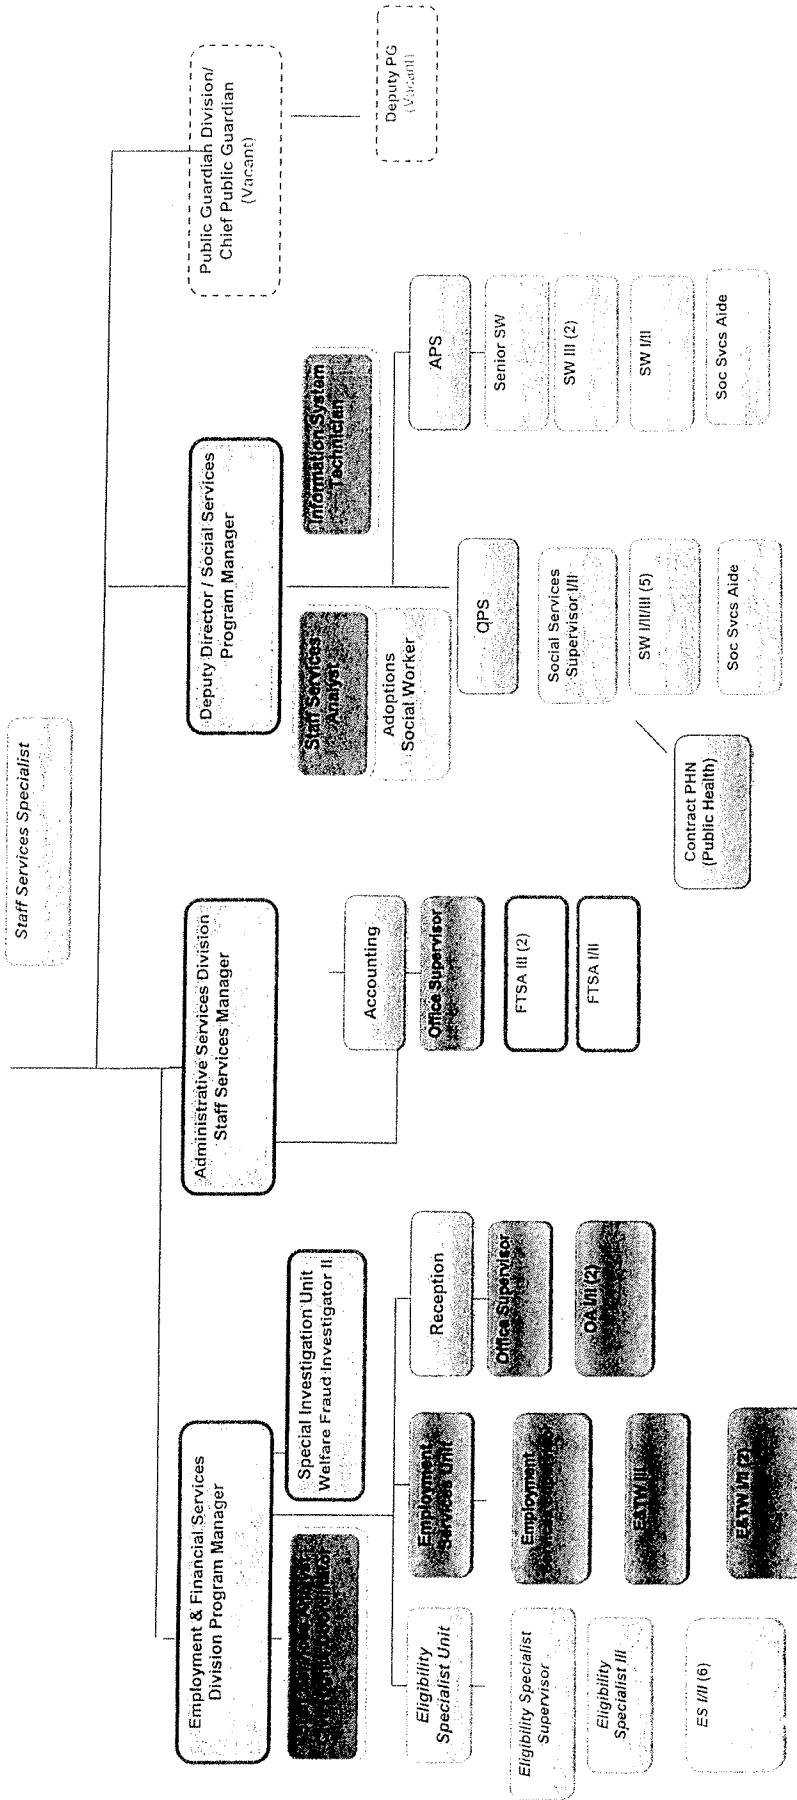 Staff Services Specialist
Employment & Financial Services
Division Program Manager
Administrative Services Division
Staff Services Manager
Deputy Director / Social Services
Program Manager
Public Guardian Division/
Chief Public Guardian
(Vacant)
Special Investigation Unit
Welfare Fraud Investigator II
Eligibility
Specialist Unit
Eligibility Specialist
Supervisor
Eligibility
Specialist III
ES I/II (6)
Employment
Services Unit
Employment
E&TW III
E&TW I/II (2)
Reception
Office Supervisor
OA I/II (2)
Accounting
Office Supervisor
FTSA III (2)
FTSA I/II
Staff Services
Analyst
Adoptions
Social Worker
Information System
Technician
CPS
Social Services
Supervisor I/II
SW I/II/III (5)
Soc Svcs Aide
Contract PHN
(Public Health)
APS
Senior SW
SW III (2)
SW I/II
Soc Svcs Aide
Deputy PG
(Vacant)